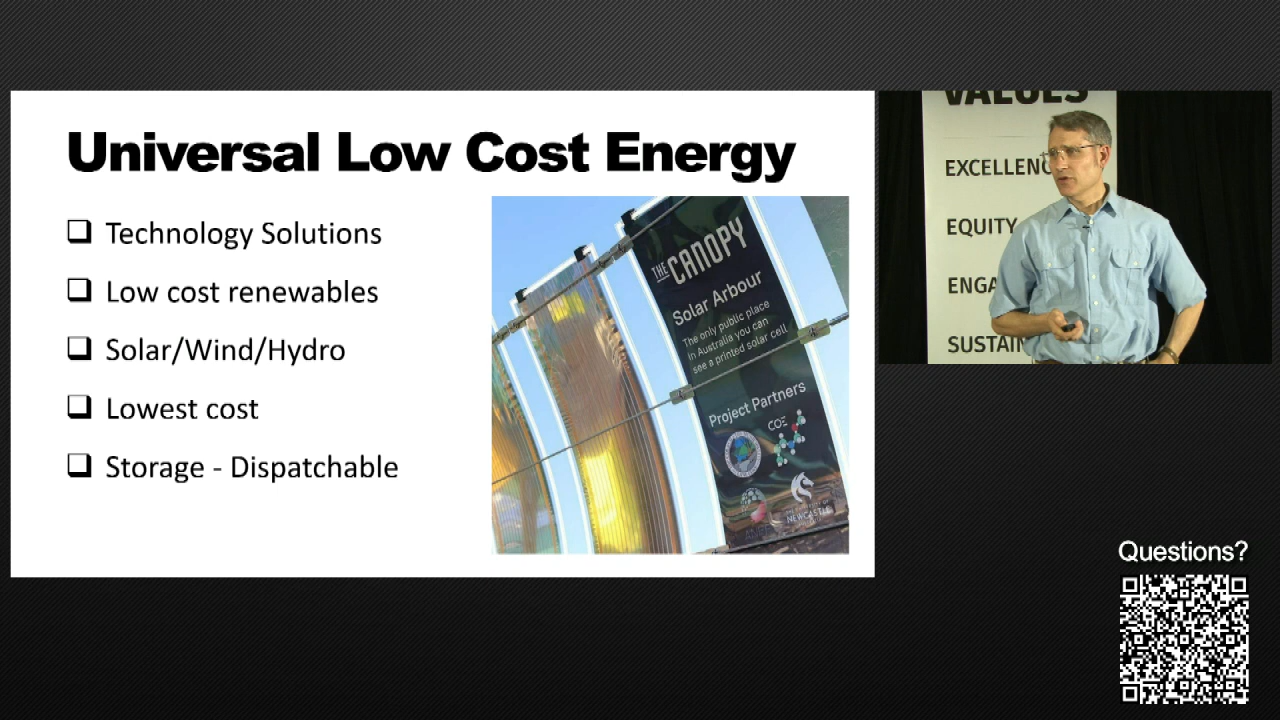 Universal Low Cost Energy
Technology Solutions
Low cost renewables
Solar/Wind/Hydro
Lowest cost
Storage - Dispatchable
THE CANOPY
Solar Arbour
The only public place
in Australia you can
see a printed solar cell
Project Partners
COE
NEWCASTLE
VALUES
EXCELLENC
EQUITY
ENGA
SUSTAIN
Questions?